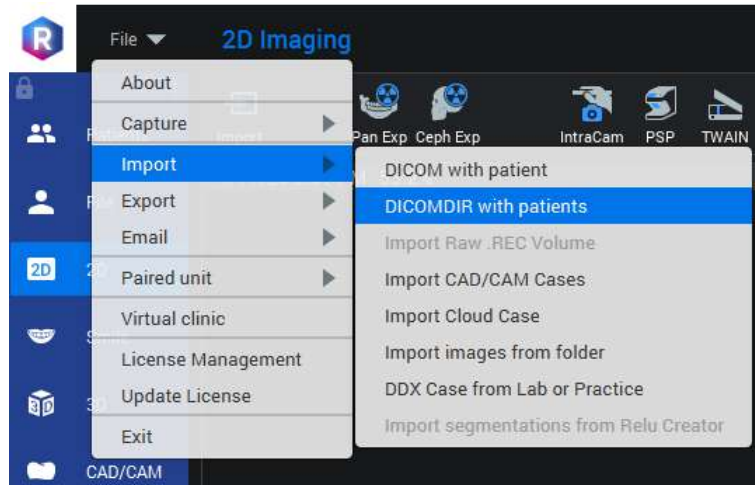 R
File
2D Imaging
About
Capture
Import
Export
Email
Paired unit
Virtual clinic
License Management
Update License
Exit
Pan Exp
Ceph Exp
IntraCam
PSP
TWAIN
DICOM with patient
DICOMDIR with patients
Import Raw .REC Volume
Import CAD/CAM Cases
Import Cloud Case
Import images from folder
DDX Case from Lab or Practice
Import segmentations from Relu Creator
2D
3D
CAD/CAM